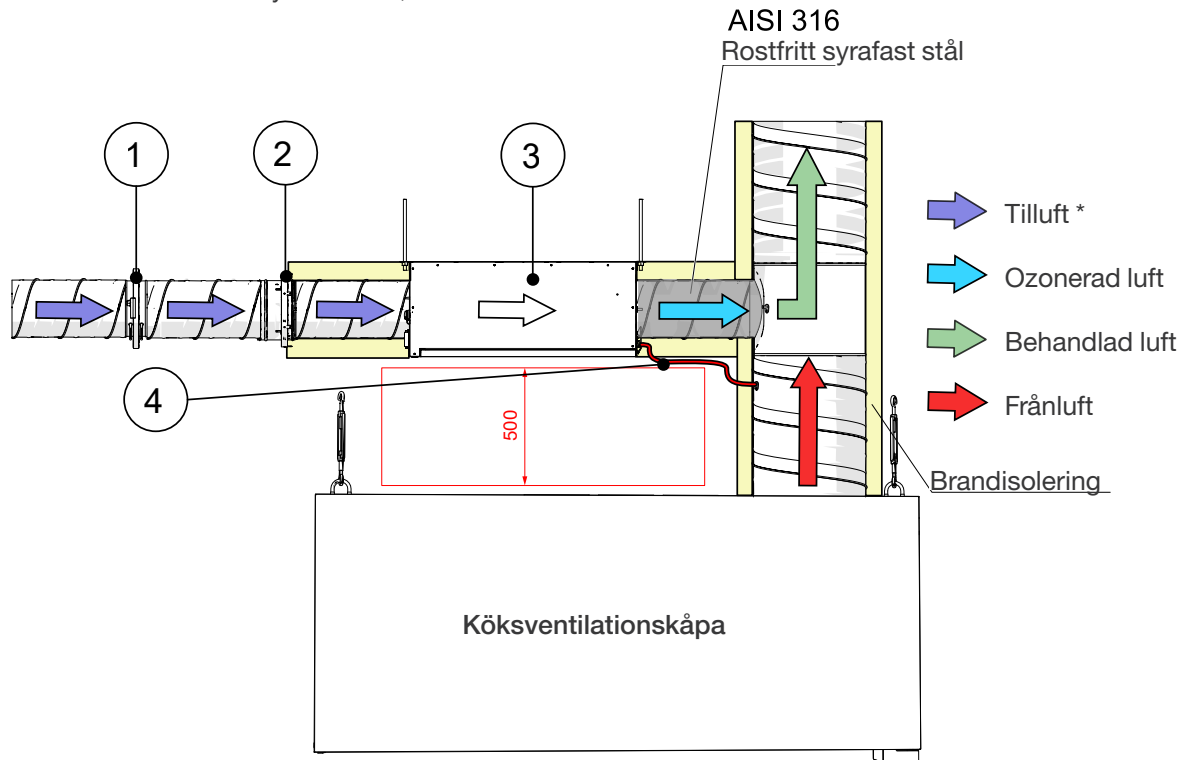 AISI 316
Rostfritt syrafast stål
1
2
3
4
500
Tilluft *
Ozonerad luft
Behandlad luft
Frånluft
Brandisolering
Köksventilationskåpa